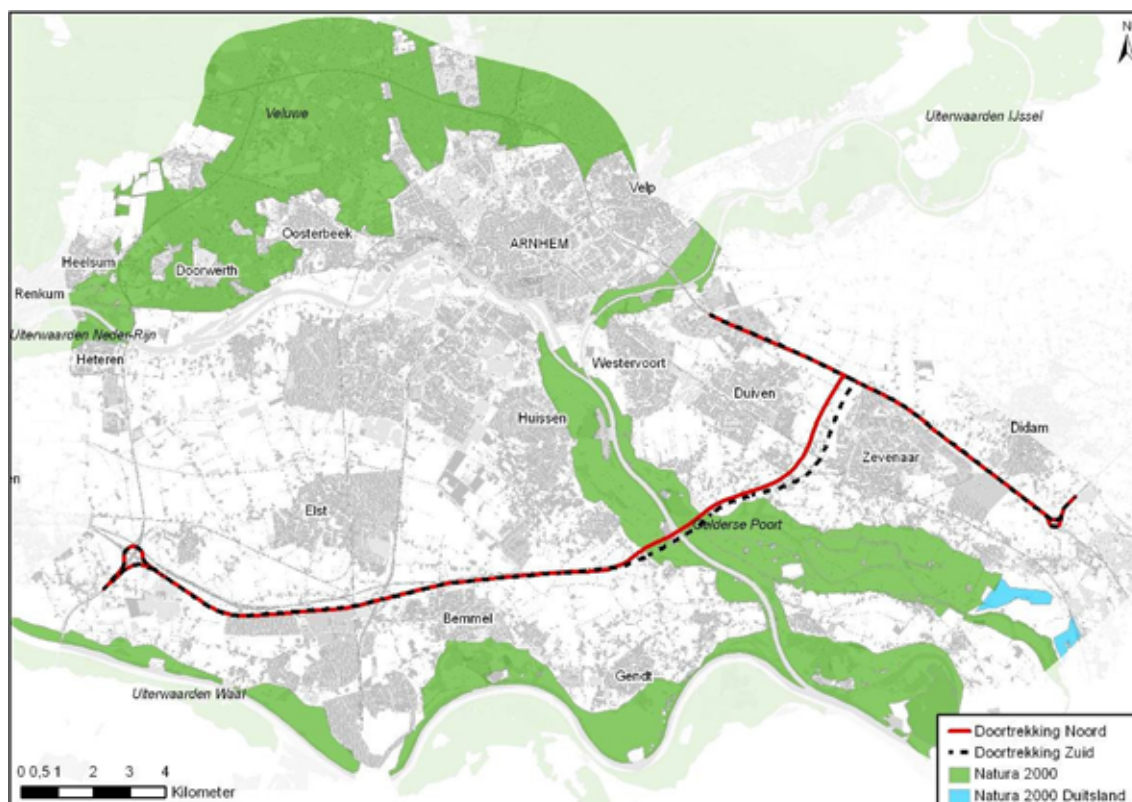 N
Veluwe
Uiterwaarden IJssel
Velp
Oosterbeek
ARNHEM
Heelsum
Doorwerth
Renkum
Uiterwaarden Neder-Rijn
Heteren
Westervoort
Duiven
Huissen
Didam
Zevenaar
en
Elst
Gelderse Poort
Bemmel
Gendt
Uiterwaarden Waal
0 0,5 1 2 3 4
Kilometer
Doortrekking Noord
Doortrekking Zuid
Natura 2000
Natura 2000 Duitsland